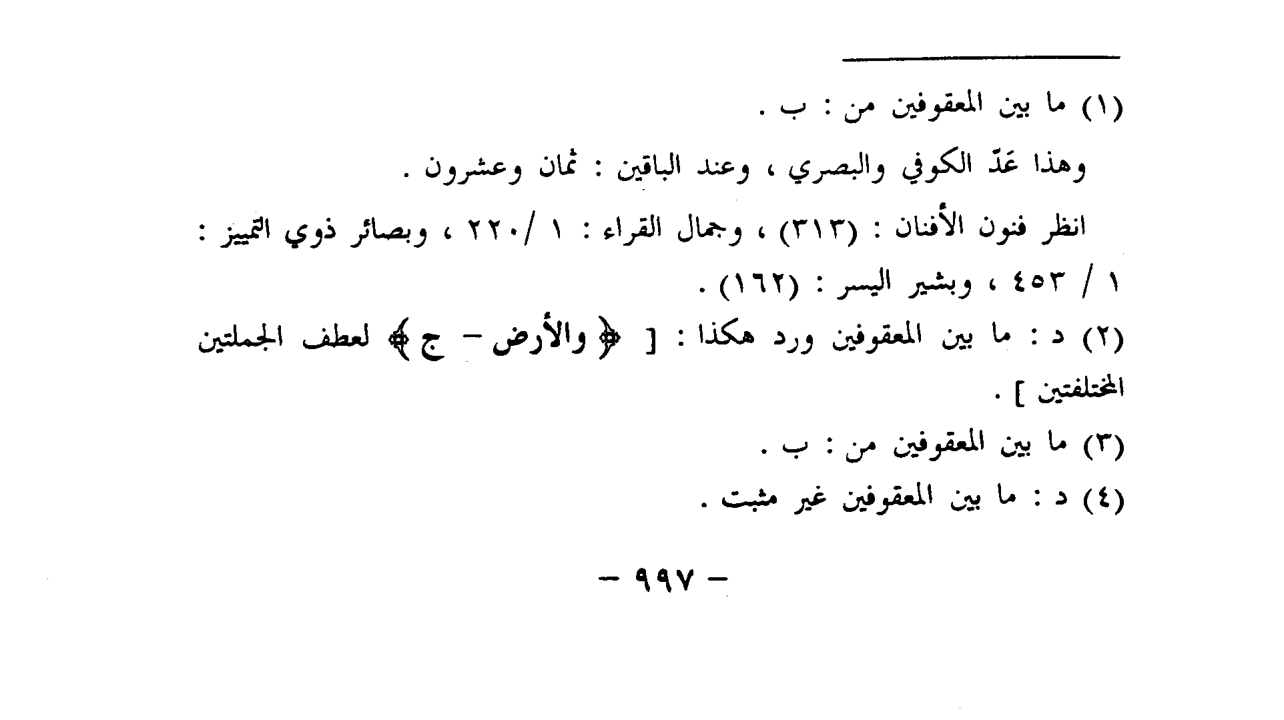 (١) ما بين المعقوفين من : ب .
وهذا عَدّ الكوفي والبصري ، وعند الباقين : ثمان وعشرون .
انظر فنون الأفنان : (٣١٣) ، وجمال القراء : ١ /٢٢٠ ، وبصائر ذوي التمييز :
١ / ٤٥٣ ، وبشير اليسر : (١٦٢) .
(٢) د : ما بين المعقوفين ورد هكذا : [ ﴿ والأرض – ج ﴾ لعطف الجملتين
المختلفتين ] .
(٣) ما بين المعقوفين من : ب .
(٤) د : ما بين المعقوفين غير مثبت .
– ٩٩٧ –